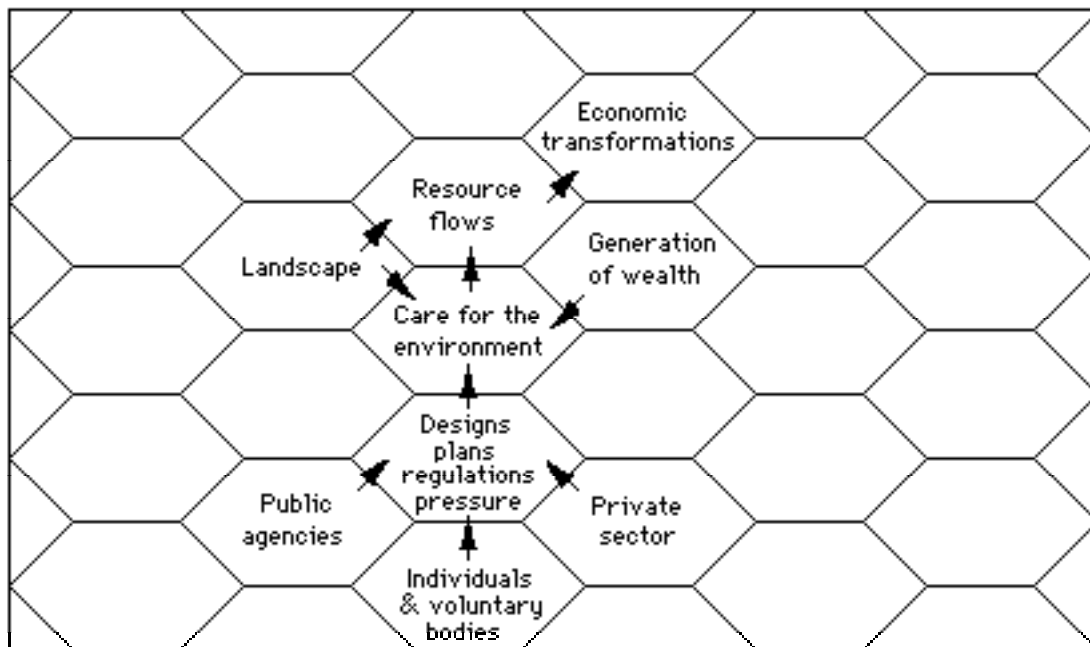 Economic
transformations
Resource
flows
Generation
of wealth
Landscape
Care for the
environment
Designs
plans
regulations
pressure
Public
agencies
Private
sector
Individuals
& voluntary
bodies